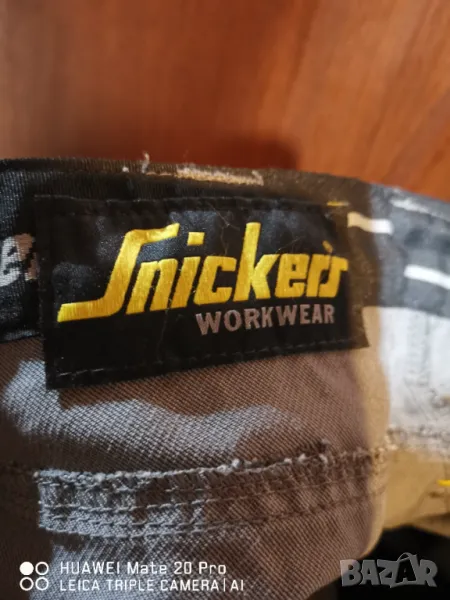 Snickers
WORKWEAR
HUAWEI Mate 20 Pro
LEICA TRIPLE CAMERA | AI
BAZAR